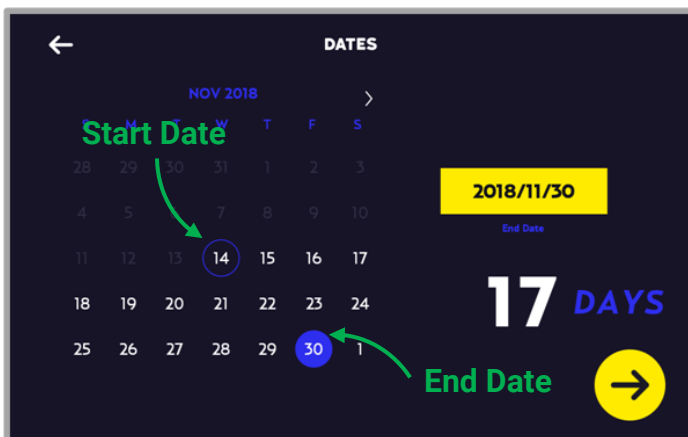 DATES
NOV 2018
S M T W T F S
Start Date
28 29 30 31 1 2 3
4 5 7 8 9 10
11 12 13 14 15 16 17
18 19 20 21 22 23 24
25 26 27 28 29 30 1
2018/11/30
End Date
17 DAYS
End Date